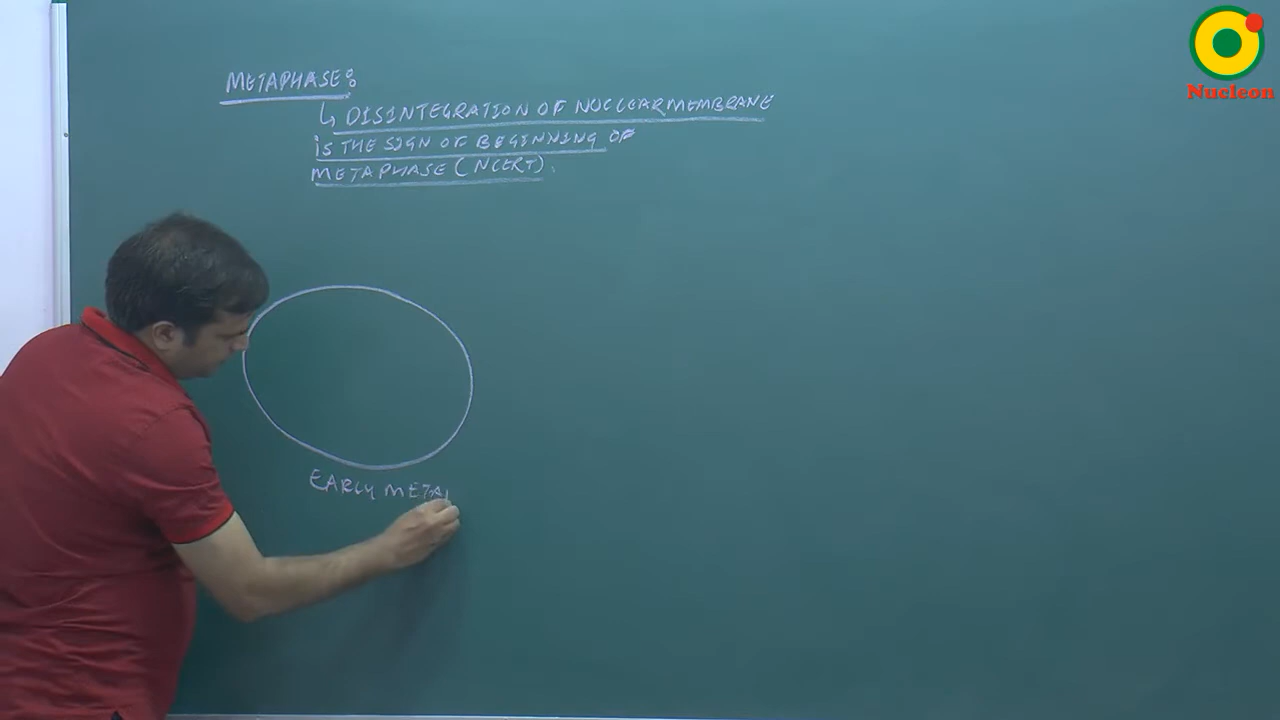 METAPHASE:
↳ DISINTEGRATION OF NUCLEAR MEMBRANE
IS THE SIGN OF BEGINNING OF
METAPHASE (NCERT).
EARLY META
Nucleon